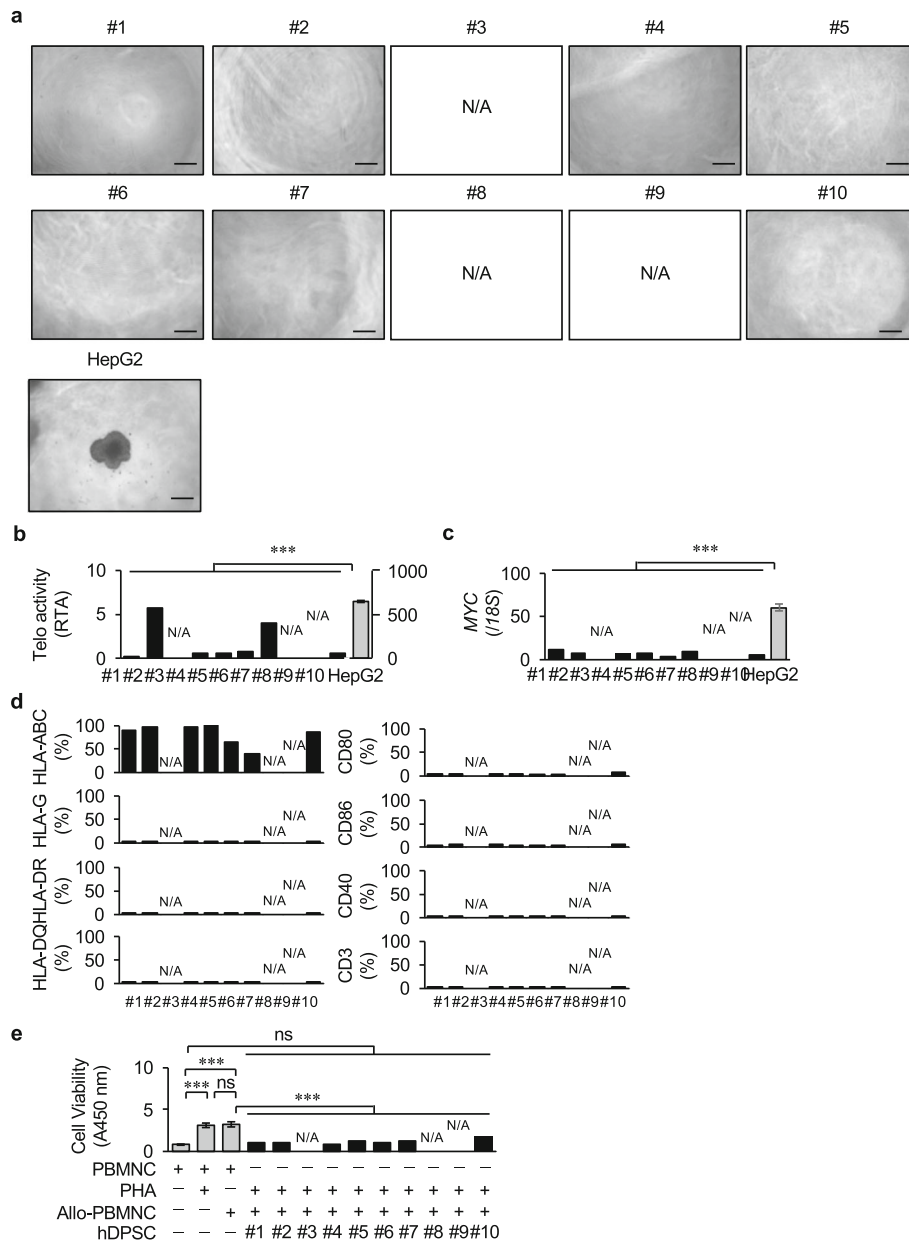 a
#1 #2 #3 #4 #5
N/A
#6 #7 #8 #9 #10
N/A N/A
HepG2
b
Telo activity
(RTA)
***
10
5
0
1000
500
0
N/A N/A N/A
#1 #2 #3 #4 #5 #6 #7 #8 #9 #10 HepG2
c
MYC
(/18S)
***
100
50
0
N/A N/A N/A
#1 #2 #3 #4 #5 #6 #7 #8 #9 #10 HepG2
d
HLA-ABC
(%)
100
50
0
N/A N/A N/A
HLA-G
(%)
100
50
0
N/A N/A N/A
HLA-DR
(%)
100
50
0
N/A N/A N/A
HLA-DQ
(%)
100
50
0
N/A N/A N/A
#1 #2 #3 #4 #5 #6 #7 #8 #9 #10
CD80
(%)
100
50
0
N/A N/A N/A
CD86
(%)
100
50
0
N/A N/A N/A
CD40
(%)
100
50
0
N/A N/A N/A
CD3
(%)
100
50
0
N/A N/A N/A
#1 #2 #3 #4 #5 #6 #7 #8 #9 #10
e
Cell Viability
(A450 nm)
ns
***
*** ns
***
10
5
0
N/A N/A N/A
PBMNC + + + − − − − − − − − − −
PHA − + − + + + + + + + + + +
Allo-PBMNC − − + + + + + + + + + + +
hDPSC − − − #1 #2 #3 #4 #5 #6 #7 #8 #9 #10